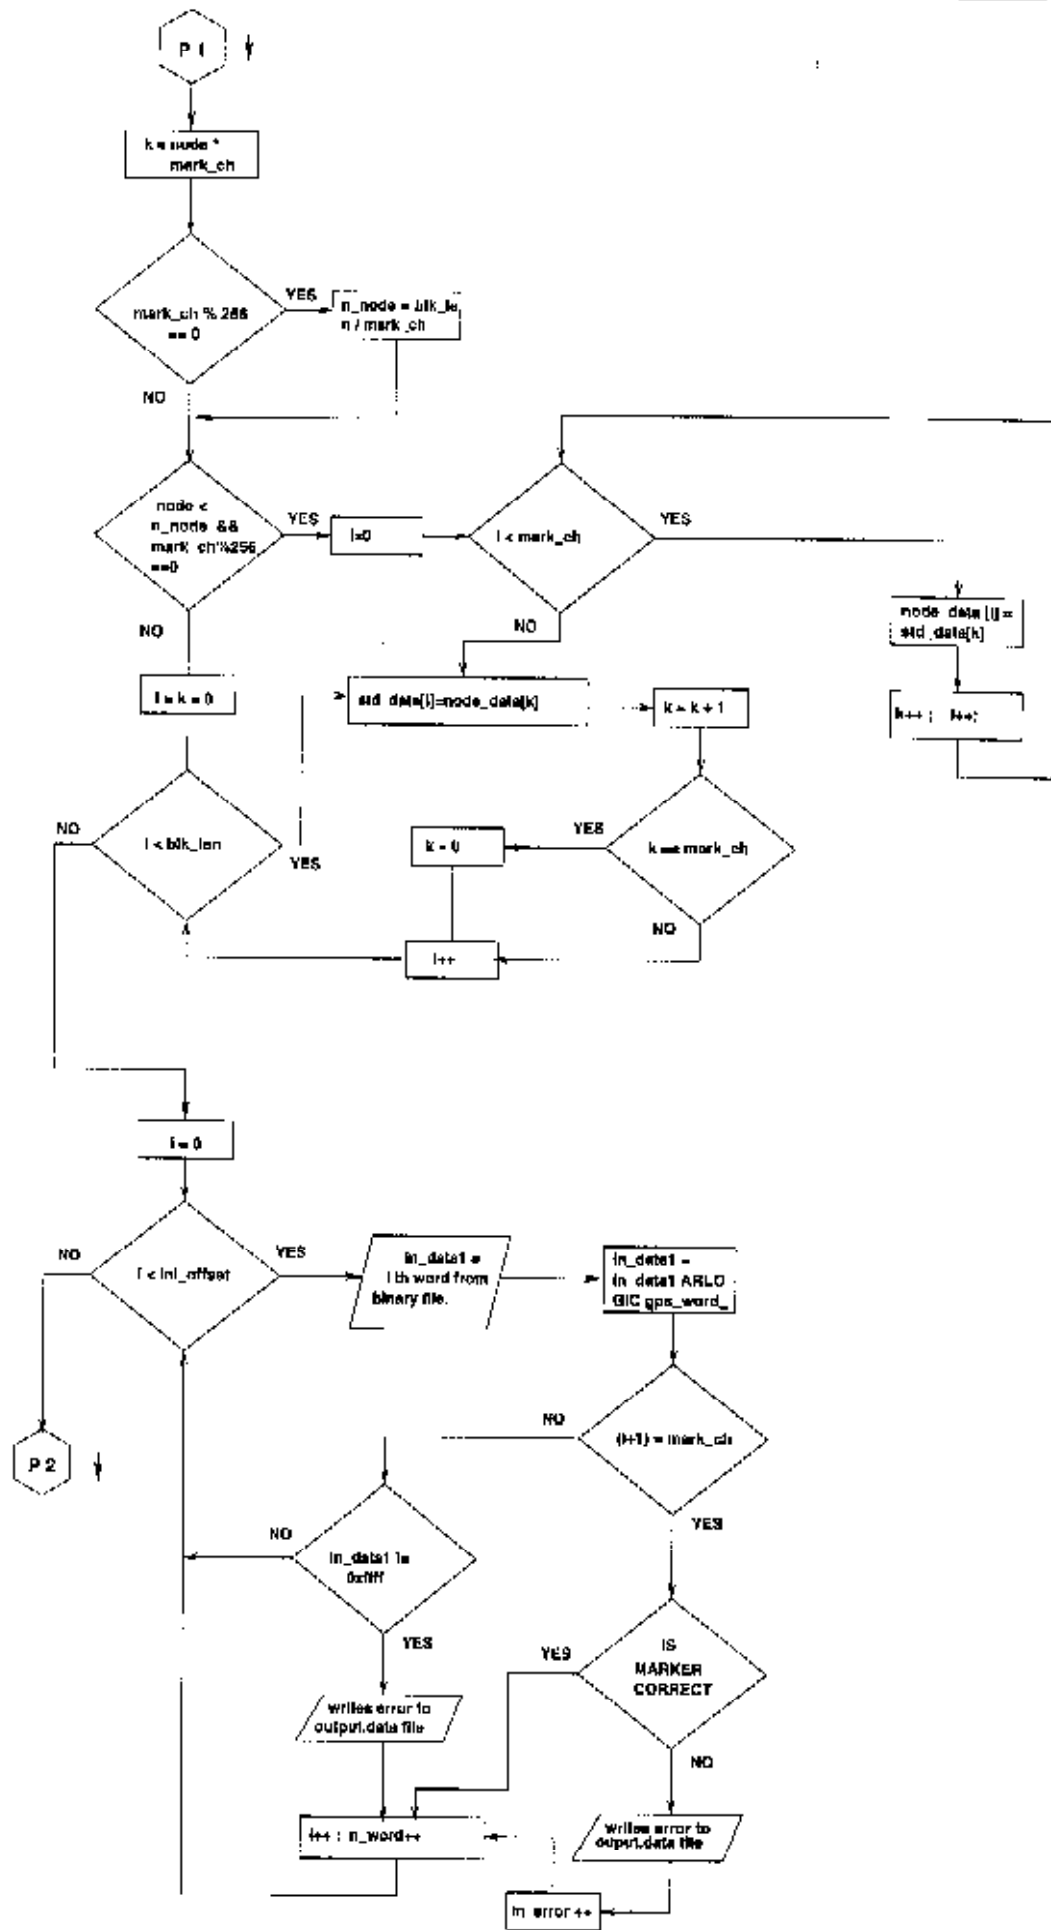 P 1
k = node *
mark_ch
mark_ch % 256
== 0
YES
n_node = blk_le
n / mark_ch
NO
node <
n_node &&
mark_ch%256
==0
YES
i=0
i < mark_ch
YES
NO
NO
node_data [i] =
std_data[k]
i = k = 0
std_data[i]=node_data[k]
k = k + 1
k++ ; i++;
NO
i < blk_len
YES
k = 0
YES
k == mark_ch
NO
i++
i = 0
NO
i < ini_offset
YES
in_data1 =
i th word from
binary file.
in_data1 =
in_data1 ARLO
GIC gps_word_
NO
(i+1) = mark_ch
P 2
YES
NO
in_data1 !=
0xffff
YES
YES
IS
MARKER
CORRECT
writes error to
output.data file
NO
i++ ; n_word++
writes error to
output.data file
in_error ++